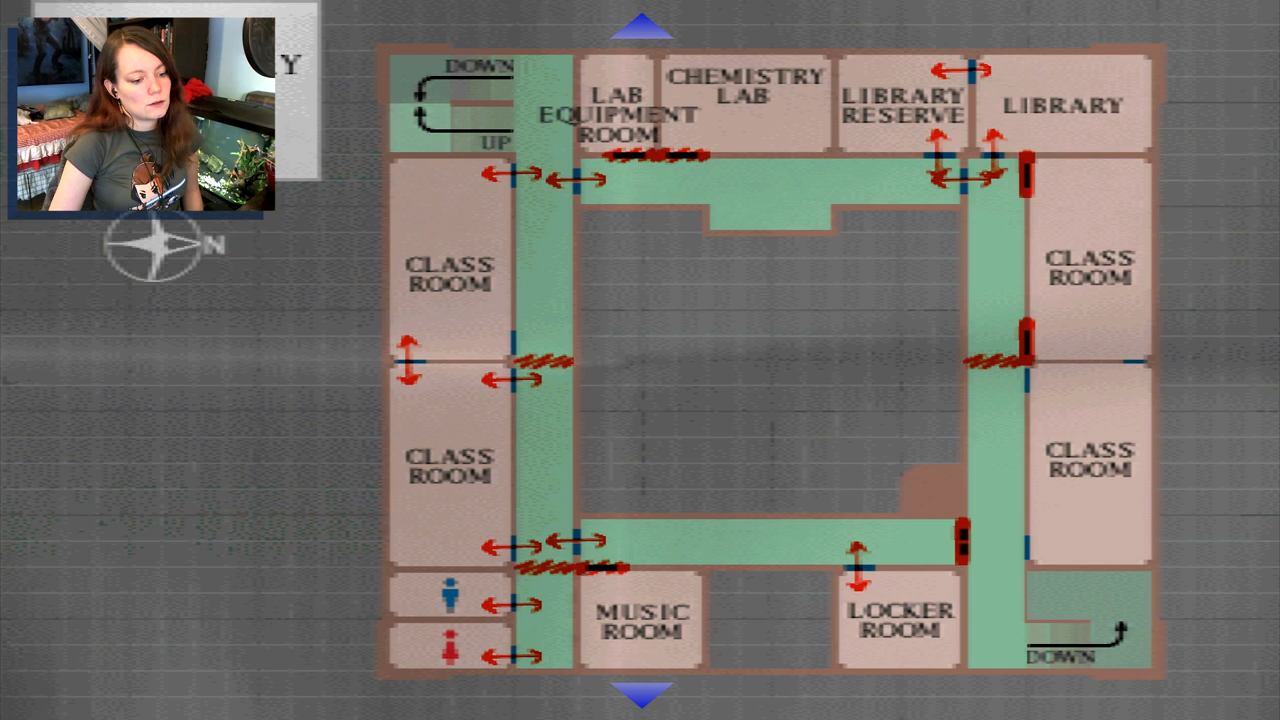 Y
N
DOWN
UP
LAB
EQUIPMENT
ROOM
CHEMISTRY
LAB
LIBRARY
RESERVE
LIBRARY
CLASS
ROOM
CLASS
ROOM
CLASS
ROOM
CLASS
ROOM
MUSIC
ROOM
LOCKER
ROOM
DOWN